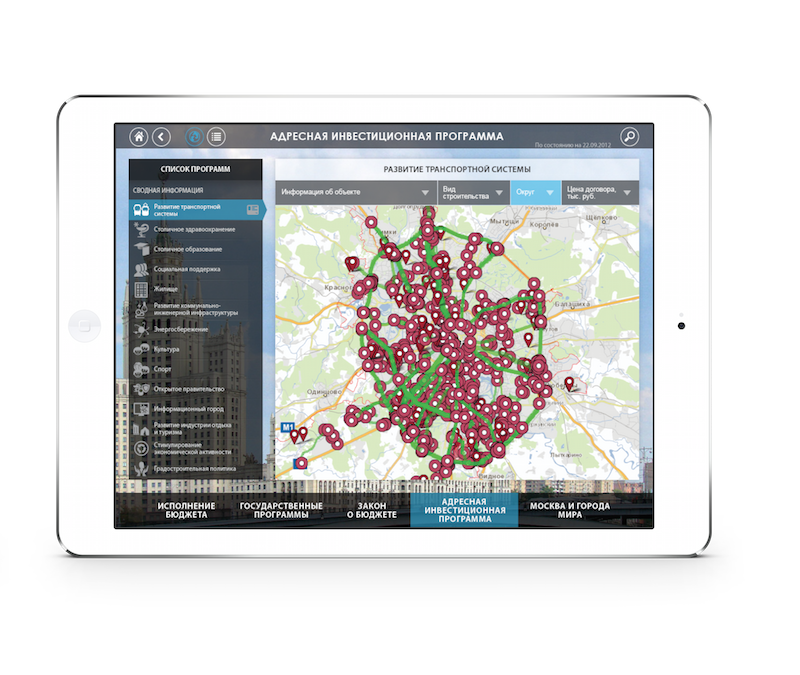 АДРЕСНАЯ ИНВЕСТИЦИОННАЯ ПРОГРАММА
По состоянию на 22.09.2012
СПИСОК ПРОГРАММ
СВОДНАЯ ИНФОРМАЦИЯ
Развитие транспортной
системы
Столичное здравоохранение
Столичное образование
Социальная поддержка
Жилище
Развитие коммунально-
инженерной инфраструктуры
Энергосбережение
Культура
Спорт
Открытое правительство
Информационный город
Развитие индустрии отдыха
и туризма
Стимулирование
экономической активности
Градостроительная политика
РАЗВИТИЕ ТРАНСПОРТНОЙ СИСТЕМЫ
Информация об объекте
Вид
строительства
Округ
Цена договора,
тыс. руб.
Мытищи
Королёв
Щёлково
Балашиха
Одинцово
М1
ИСПОЛНЕНИЕ
БЮДЖЕТА
ГОСУДАРСТВЕННЫЕ
ПРОГРАММЫ
ЗАКОН
О БЮДЖЕТЕ
АДРЕСНАЯ
ИНВЕСТИЦИОННАЯ
ПРОГРАММА
МОСКВА И ГОРОДА
МИРА